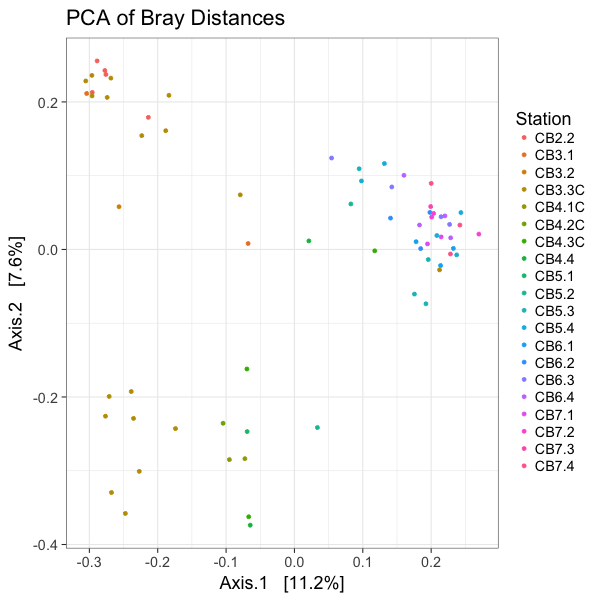 PCA of Bray Distances
0.2
0.0
-0.2
-0.4
Axis.2 [7.6%]
-0.3 -0.2 -0.1 0.0 0.1 0.2
Axis.1 [11.2%]
Station
CB2.2
CB3.1
CB3.2
CB3.3C
CB4.1C
CB4.2C
CB4.3C
CB4.4
CB5.1
CB5.2
CB5.3
CB5.4
CB6.1
CB6.2
CB6.3
CB6.4
CB7.1
CB7.2
CB7.3
CB7.4